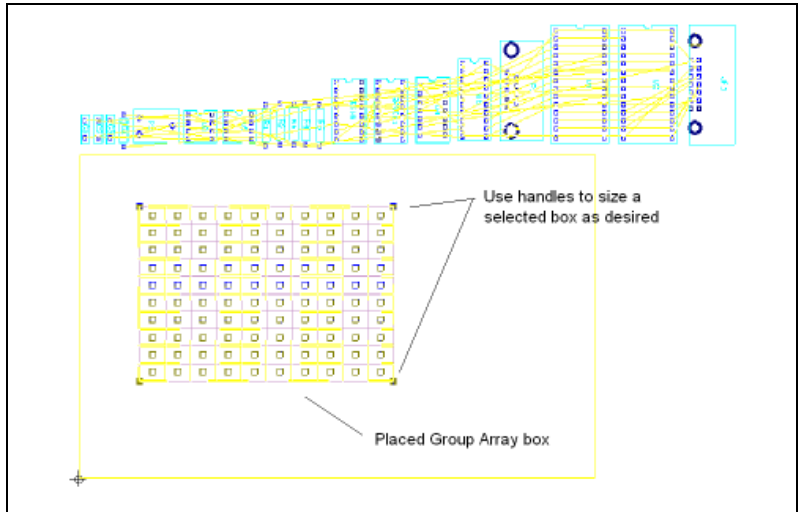 Use handles to size a
selected box as desired
Placed Group Array box